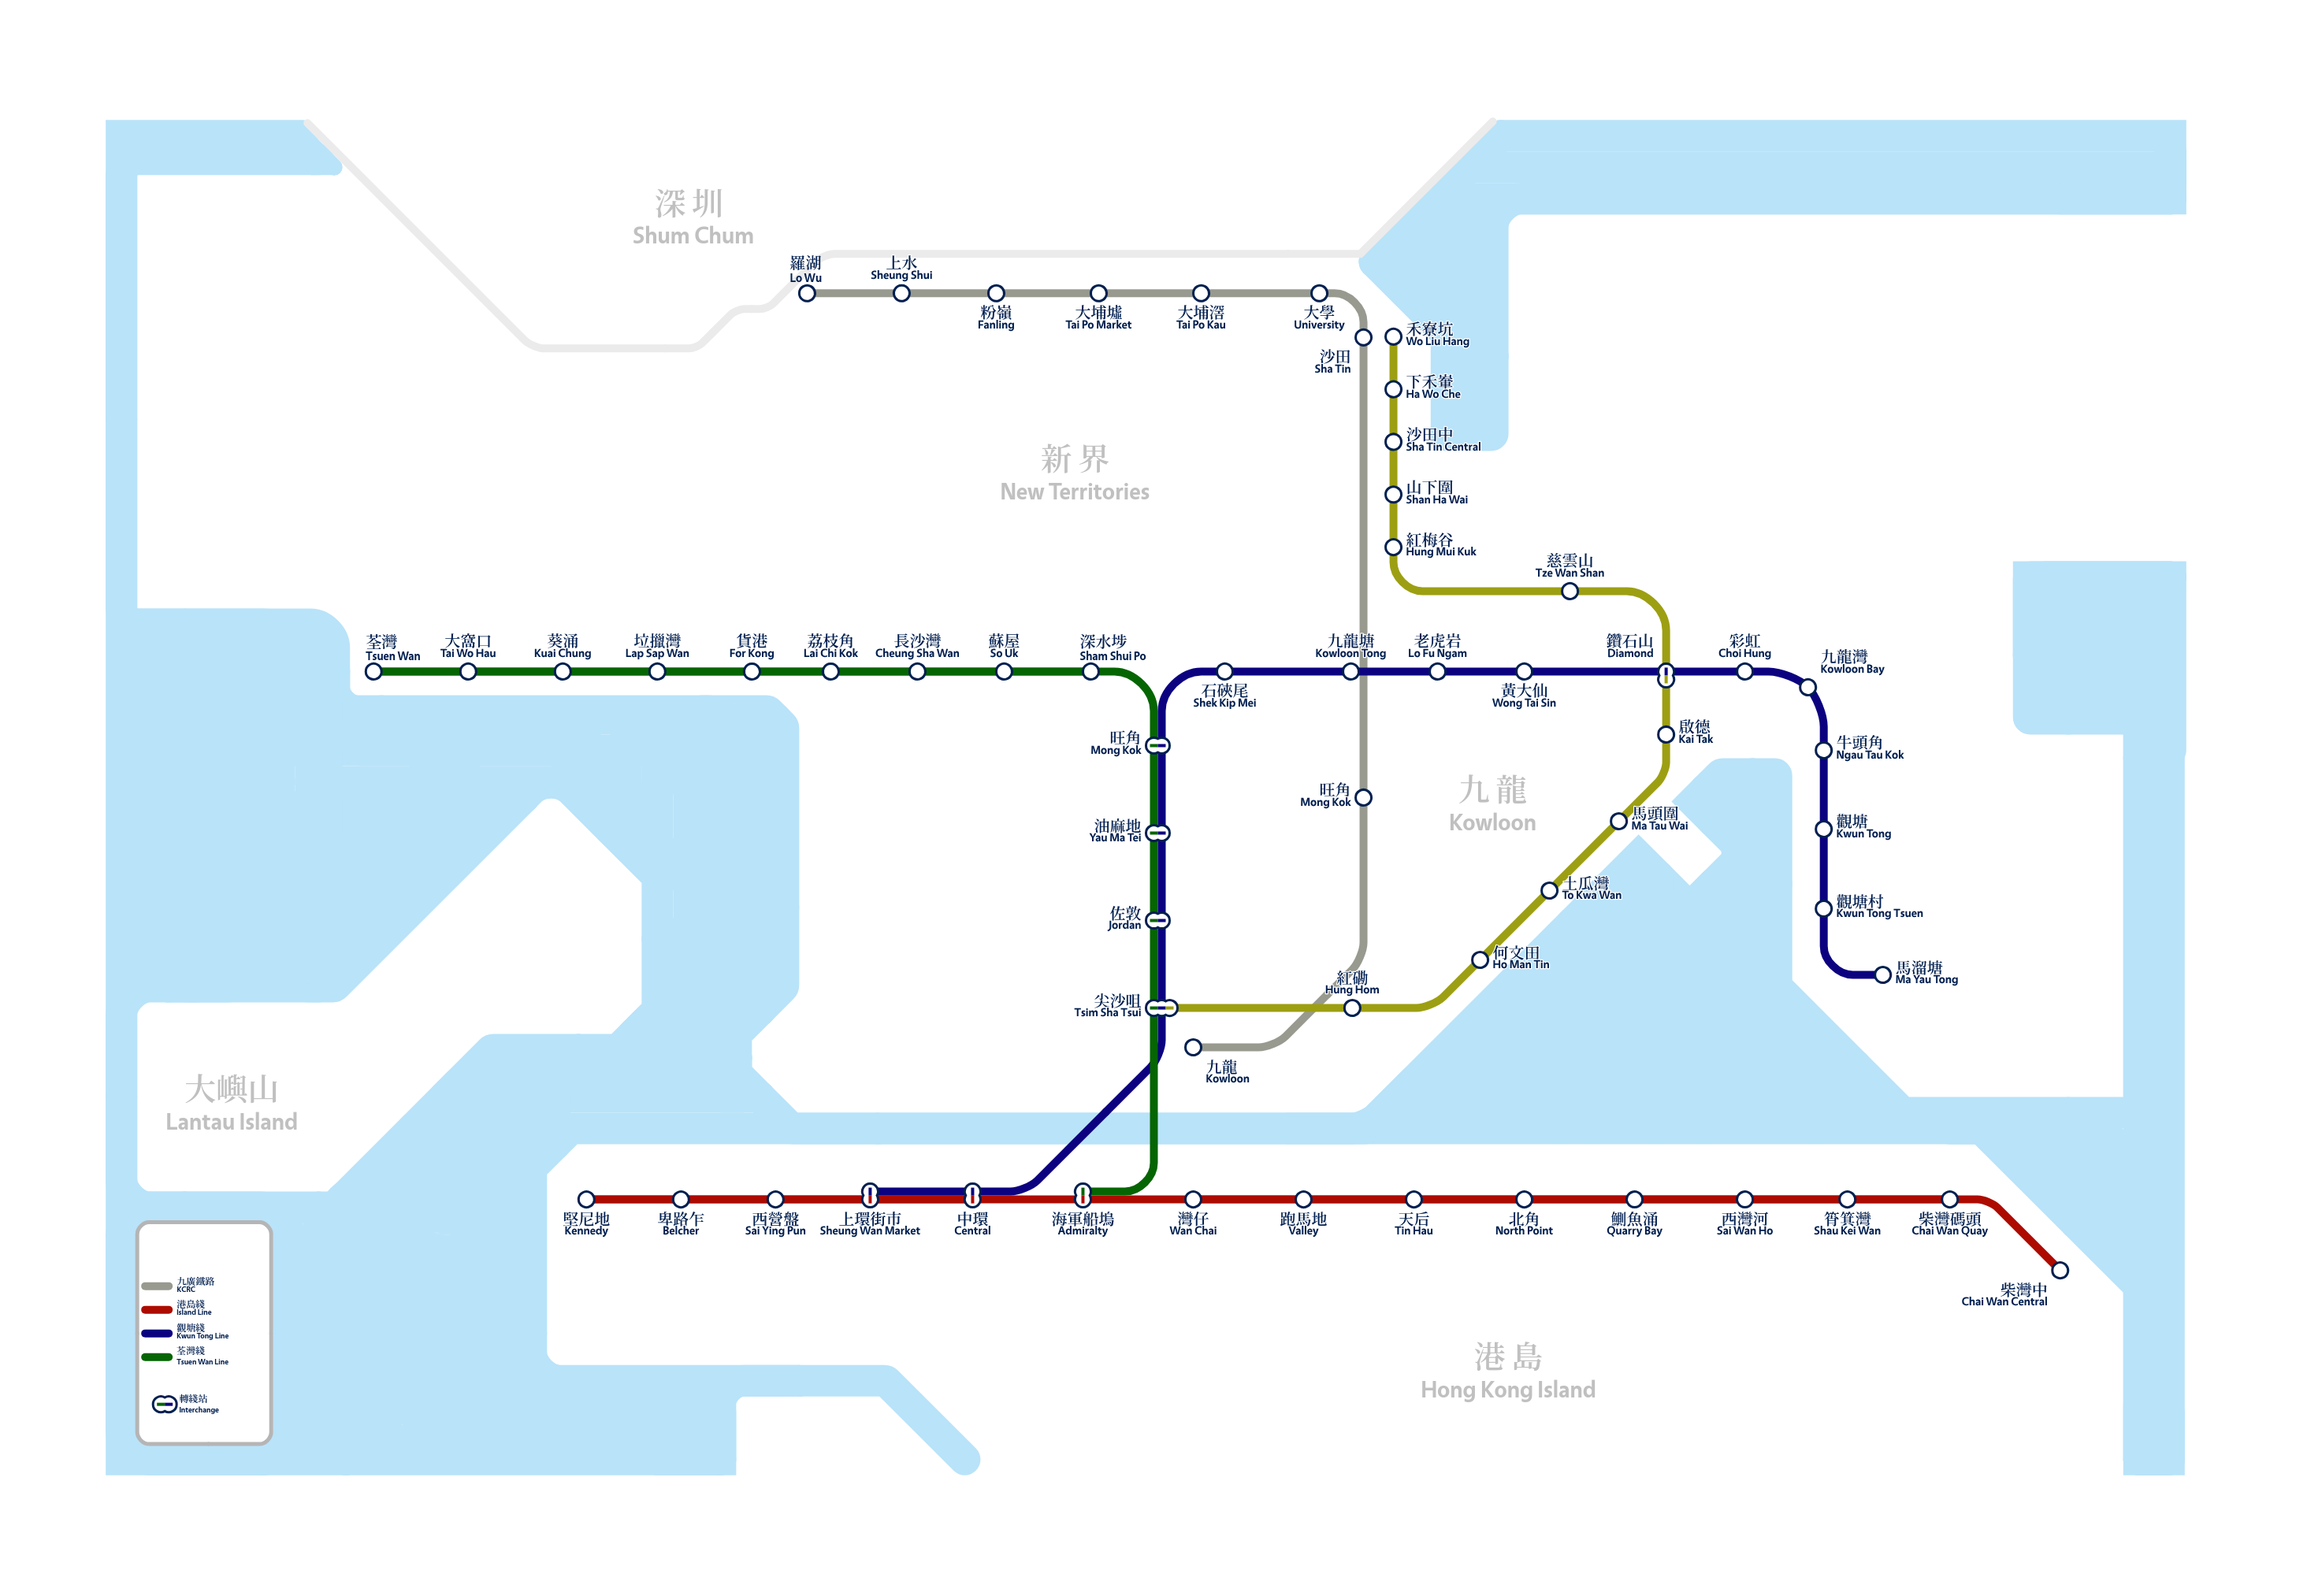 深圳
Shum Chum
羅湖
Lo Wu
上水
Sheung Shui
粉嶺
Fanling
大埔墟
Tai Po Market
大埔滘
Tai Po Kau
大學
University
沙田
Sha Tin
禾寮坑
Wo Liu Hang
下禾輋
Ha Wo Che
沙田中
Sha Tin Central
山下圍
Shan Ha Wai
紅梅谷
Hung Mui Kuk
新界
New Territories
慈雲山
Tze Wan Shan
荃灣
Tsuen Wan
大窩口
Tai Wo Hau
葵涌
Kuai Chung
垃擸灣
Lap Sap Wan
貨港
For Kong
荔枝角
Lai Chi Kok
長沙灣
Cheung Sha Wan
蘇屋
So Uk
深水埗
Sham Shui Po
石硤尾
Shek Kip Mei
九龍塘
Kowloon Tong
老虎岩
Lo Fu Ngam
黃大仙
Wong Tai Sin
鑽石山
Diamond
彩虹
Choi Hung
九龍灣
Kowloon Bay
旺角
Mong Kok
啟德
Kai Tak
牛頭角
Ngau Tau Kok
旺角
Mong Kok
九龍
Kowloon
油麻地
Yau Ma Tei
馬頭圍
Ma Tau Wai
觀塘
Kwun Tong
土瓜灣
To Kwa Wan
佐敦
Jordan
觀塘村
Kwun Tong Tsuen
何文田
Ho Man Tin
馬溜塘
Ma Yau Tong
紅磡
Hung Hom
尖沙咀
Tsim Sha Tsui
九龍
Kowloon
大嶼山
Lantau Island
堅尼地
Kennedy
卑路乍
Belcher
西營盤
Sai Ying Pun
上環街市
Sheung Wan Market
中環
Central
海軍船塢
Admiralty
灣仔
Wan Chai
跑馬地
Valley
天后
Tin Hau
北角
North Point
鰂魚涌
Quarry Bay
西灣河
Sai Wan Ho
筲箕灣
Shau Kei Wan
柴灣碼頭
Chai Wan Quay
柴灣中
Chai Wan Central
港島
Hong Kong Island
九廣鐵路
KCRC
港島綫
Island Line
觀塘綫
Kwun Tong Line
荃灣綫
Tsuen Wan Line
轉綫站
Interchange